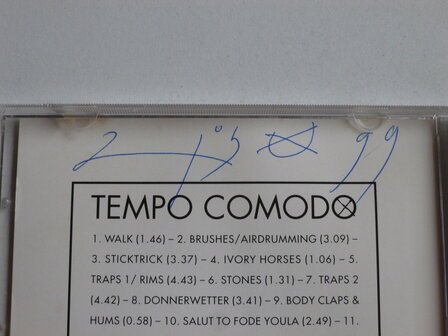 99
TEMPO COMODO
1. WALK (1.46) – 2. BRUSHES/AIRDRUMMING (3.09) –
3. STICKTRICK (3.37) – 4. IVORY HORSES (1.06) – 5.
TRAPS 1/ RIMS (4.43) – 6. STONES (1.31) – 7. TRAPS 2
(4.42) – 8. DONNERWETTER (3.41) – 9. BODY CLAPS &
HUMS (0.58) – 10. SALUT TO FODE YOULA (2.49) – 11.